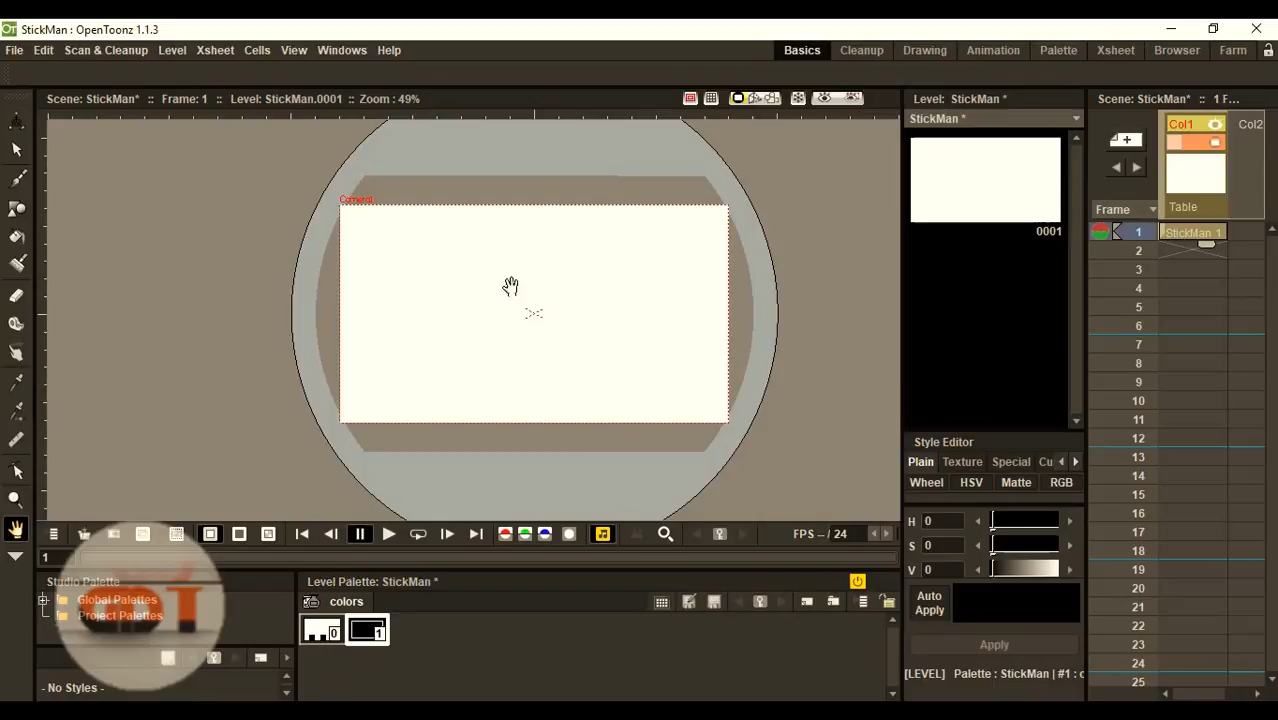 StickMan : OpenToonz 1.1.3
File Edit Scan & Cleanup Level Xsheet Cells View Windows Help
Basics Cleanup Drawing Animation Palette Xsheet Browser Farm
Scene: StickMan* :: Frame: 1 :: Level: StickMan.0001 :: Zoom : 49%
Camera1
Level: StickMan *
StickMan *
0001
Scene: StickMan* :: 1 F...
Col1 Col2
Table
Frame
1 StickMan 1
2
3
4
5
6
7
8
9
10
11
12
13
14
15
16
17
18
19
20
21
22
23
24
25
Style Editor
Plain Texture Special Cu
Wheel HSV Matte RGB
H 0
S 0
V 0
Auto Apply
Apply
[LEVEL] Palette : StickMan | #1 : c
FPS -- / 24
1
Studio Palette
Global Palettes
Project Palettes
- No Styles -
Level Palette: StickMan *
colors
0 1
OT